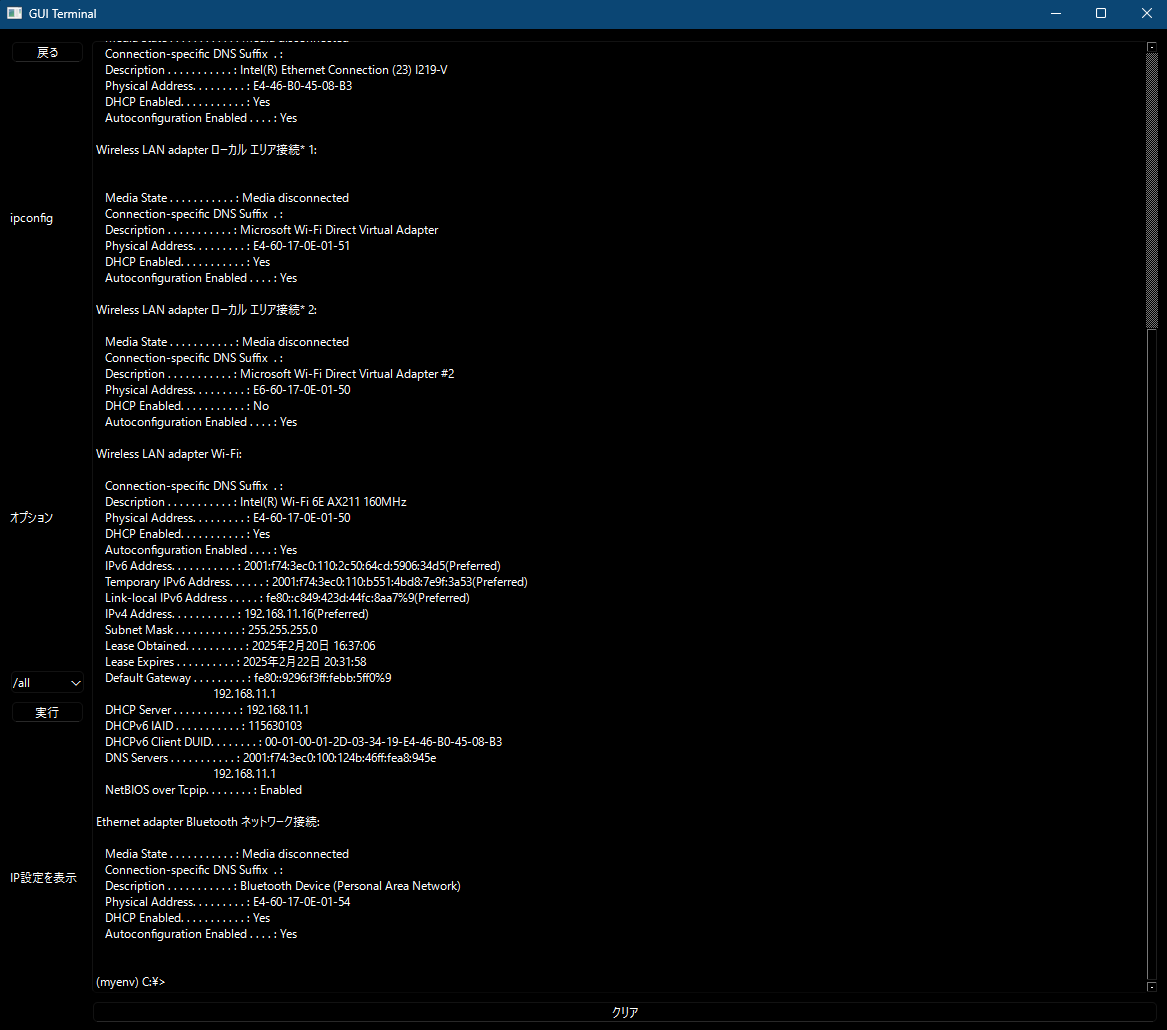 GUI Terminal
戻る
Media State . . . . . . . . . . . : Media disconnected
Connection-specific DNS Suffix  . :
Description . . . . . . . . . . . : Intel(R) Ethernet Connection (23) I219-V
Physical Address. . . . . . . . . : E4-46-B0-45-08-B3
DHCP Enabled. . . . . . . . . . . : Yes
Autoconfiguration Enabled . . . . : Yes
Wireless LAN adapter ローカル エリア接続* 1:
Media State . . . . . . . . . . . : Media disconnected
ipconfig
Connection-specific DNS Suffix  . :
Description . . . . . . . . . . . : Microsoft Wi-Fi Direct Virtual Adapter
Physical Address. . . . . . . . . : E4-60-17-0E-01-51
DHCP Enabled. . . . . . . . . . . : Yes
Autoconfiguration Enabled . . . . : Yes
Wireless LAN adapter ローカル エリア接続* 2:
Media State . . . . . . . . . . . : Media disconnected
Connection-specific DNS Suffix  . :
Description . . . . . . . . . . . : Microsoft Wi-Fi Direct Virtual Adapter #2
Physical Address. . . . . . . . . : E6-60-17-0E-01-50
DHCP Enabled. . . . . . . . . . . : No
Autoconfiguration Enabled . . . . : Yes
Wireless LAN adapter Wi-Fi:
Connection-specific DNS Suffix  . :
Description . . . . . . . . . . . : Intel(R) Wi-Fi 6E AX211 160MHz
オプション
Physical Address. . . . . . . . . : E4-60-17-0E-01-50
DHCP Enabled. . . . . . . . . . . : Yes
Autoconfiguration Enabled . . . . : Yes
IPv6 Address. . . . . . . . . . . : 2001:f74:3ec0:110:2c50:64cd:5906:34d5(Preferred)
Temporary IPv6 Address. . . . . . : 2001:f74:3ec0:110:b551:4bd8:7e9f:3a53(Preferred)
Link-local IPv6 Address . . . . . : fe80::c849:423d:44fc:8aa7%9(Preferred)
IPv4 Address. . . . . . . . . . . : 192.168.11.16(Preferred)
Subnet Mask . . . . . . . . . . . : 255.255.255.0
Lease Obtained. . . . . . . . . . : 2025年2月20日 16:37:06
Lease Expires . . . . . . . . . . : 2025年2月22日 20:31:58
Default Gateway . . . . . . . . . : fe80::9296:f3ff:febb:5ff0%9
/all
192.168.11.1
実行
DHCP Server . . . . . . . . . . . : 192.168.11.1
DHCPv6 IAID . . . . . . . . . . . : 115630103
DHCPv6 Client DUID. . . . . . . . : 00-01-00-01-2D-03-34-19-E4-46-B0-45-08-B3
DNS Servers . . . . . . . . . . . : 2001:f74:3ec0:100:124b:46ff:fea8:945e
192.168.11.1
NetBIOS over Tcpip. . . . . . . . : Enabled
Ethernet adapter Bluetooth ネットワーク接続:
Media State . . . . . . . . . . . : Media disconnected
Connection-specific DNS Suffix  . :
IP設定を表示
Description . . . . . . . . . . . : Bluetooth Device (Personal Area Network)
Physical Address. . . . . . . . . : E4-60-17-0E-01-54
DHCP Enabled. . . . . . . . . . . : Yes
Autoconfiguration Enabled . . . . : Yes
(myenv) C:¥>
クリア